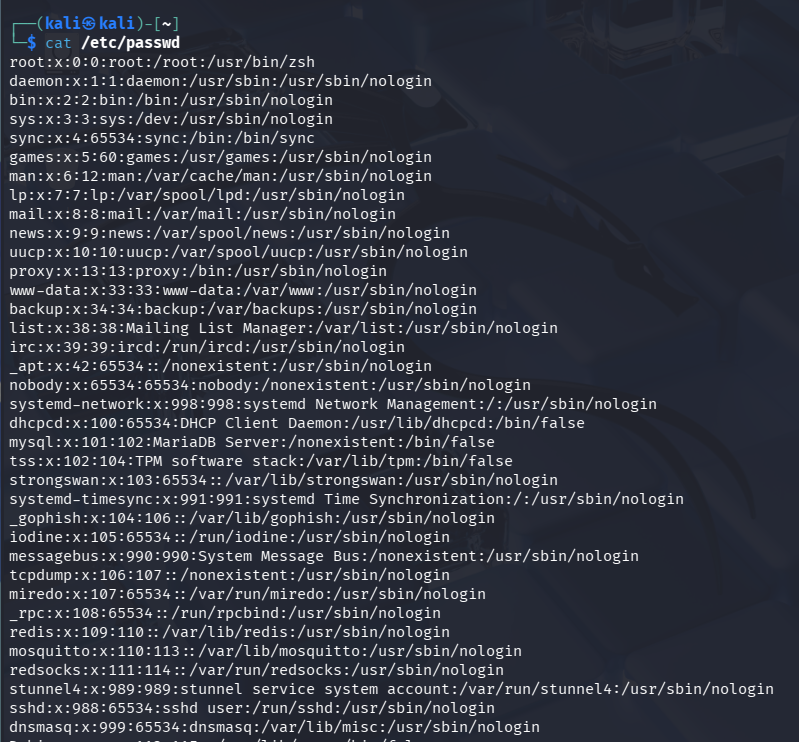 ┌──(kali㉿kali)-[~]
└─$ cat /etc/passwd
root:x:0:0:root:/root:/usr/bin/zsh
daemon:x:1:1:daemon:/usr/sbin:/usr/sbin/nologin
bin:x:2:2:bin:/bin:/usr/sbin/nologin
sys:x:3:3:sys:/dev:/usr/sbin/nologin
sync:x:4:65534:sync:/bin:/bin/sync
games:x:5:60:games:/usr/games:/usr/sbin/nologin
man:x:6:12:man:/var/cache/man:/usr/sbin/nologin
lp:x:7:7:lp:/var/spool/lpd:/usr/sbin/nologin
mail:x:8:8:mail:/var/mail:/usr/sbin/nologin
news:x:9:9:news:/var/spool/news:/usr/sbin/nologin
uucp:x:10:10:uucp:/var/spool/uucp:/usr/sbin/nologin
proxy:x:13:13:proxy:/bin:/usr/sbin/nologin
www-data:x:33:33:www-data:/var/www:/usr/sbin/nologin
backup:x:34:34:backup:/var/backups:/usr/sbin/nologin
list:x:38:38:Mailing List Manager:/var/list:/usr/sbin/nologin
irc:x:39:39:ircd:/run/ircd:/usr/sbin/nologin
_apt:x:42:65534::/nonexistent:/usr/sbin/nologin
nobody:x:65534:65534:nobody:/nonexistent:/usr/sbin/nologin
systemd-network:x:998:998:systemd Network Management:/:/usr/sbin/nologin
dhcpcd:x:100:65534:DHCP Client Daemon:/usr/lib/dhcpcd:/bin/false
mysql:x:101:102:MariaDB Server:/nonexistent:/bin/false
tss:x:102:104:TPM software stack:/var/lib/tpm:/bin/false
strongswan:x:103:65534::/var/lib/strongswan:/usr/sbin/nologin
systemd-timesync:x:991:991:systemd Time Synchronization:/:/usr/sbin/nologin
_gophish:x:104:106::/var/lib/gophish:/usr/sbin/nologin
iodine:x:105:65534::/run/iodine:/usr/sbin/nologin
messagebus:x:990:990:System Message Bus:/nonexistent:/usr/sbin/nologin
tcpdump:x:106:107::/nonexistent:/usr/sbin/nologin
miredo:x:107:65534::/var/run/miredo:/usr/sbin/nologin
_rpc:x:108:65534::/run/rpcbind:/usr/sbin/nologin
redis:x:109:110::/var/lib/redis:/usr/sbin/nologin
mosquitto:x:110:113::/var/lib/mosquitto:/usr/sbin/nologin
redsocks:x:111:114::/var/run/redsocks:/usr/sbin/nologin
stunnel4:x:989:989:stunnel service system account:/var/run/stunnel4:/usr/sbin/nologin
sshd:x:988:65534:sshd user:/run/sshd:/usr/sbin/nologin
dnsmasq:x:999:65534:dnsmasq:/var/lib/misc:/usr/sbin/nologin